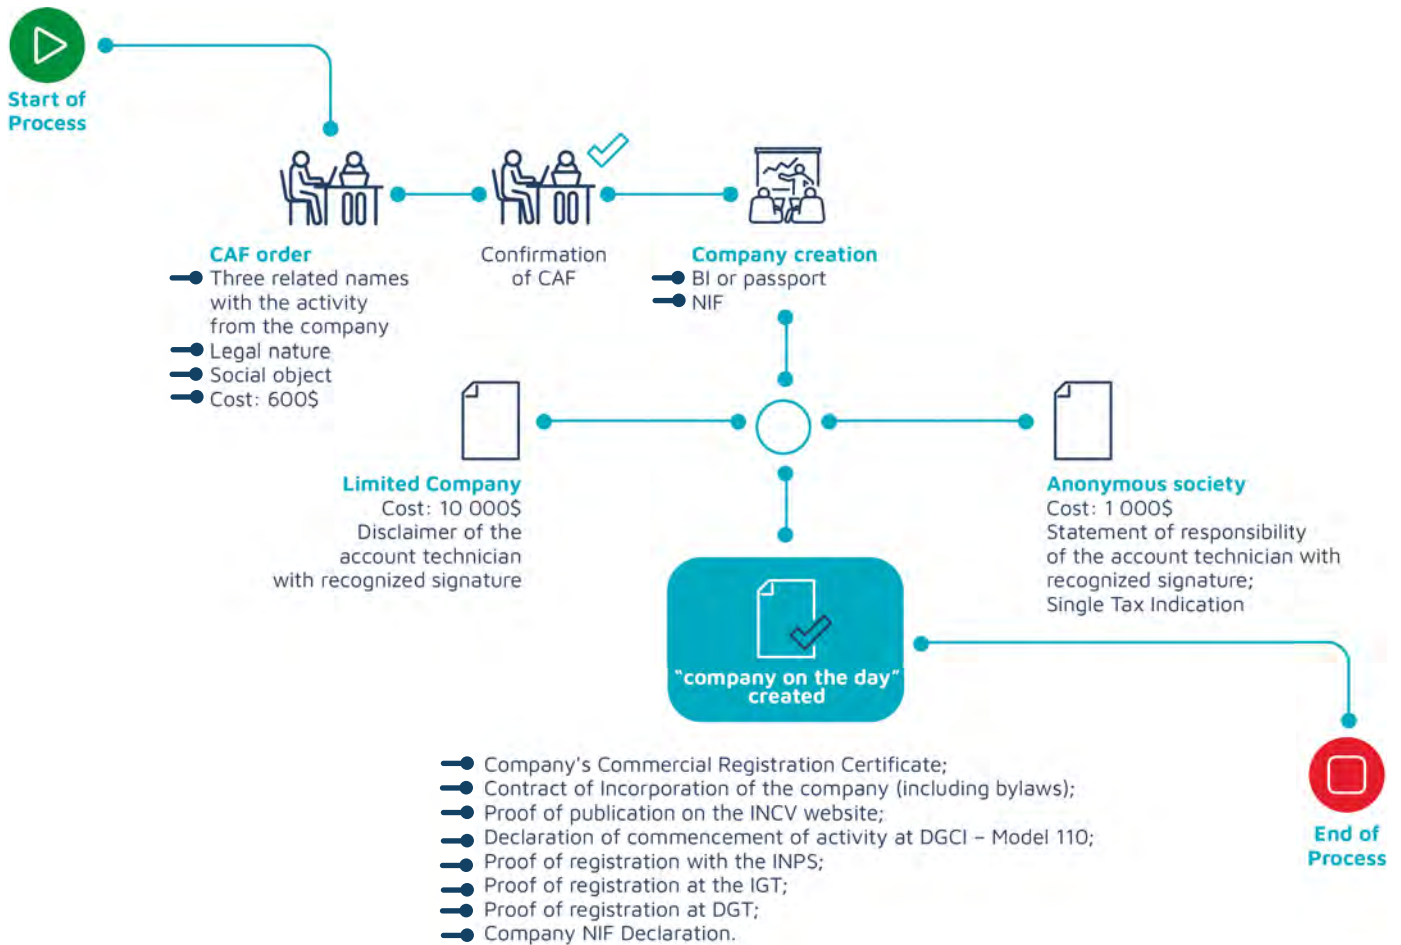 Start of
Process
CAF order
Three related names
with the activity
from the company
Legal nature
Social object
Cost: 600$
Confirmation
of CAF
Company creation
BI or passport
NIF
Limited Company
Cost: 10 000$
Disclaimer of the
account technician
with recognized signature
Anonymous society
Cost: 1 000$
Statement of responsibility
of the account technician with
recognized signature;
Single Tax Indication
"company on the day"
created
Company's Commercial Registration Certificate;
Contract of Incorporation of the company (including bylaws);
Proof of publication on the INCV website;
Declaration of commencement of activity at DGCI – Model 110;
Proof of registration with the INPS;
Proof of registration at the IGT;
Proof of registration at DGT;
Company NIF Declaration.
End of
Process